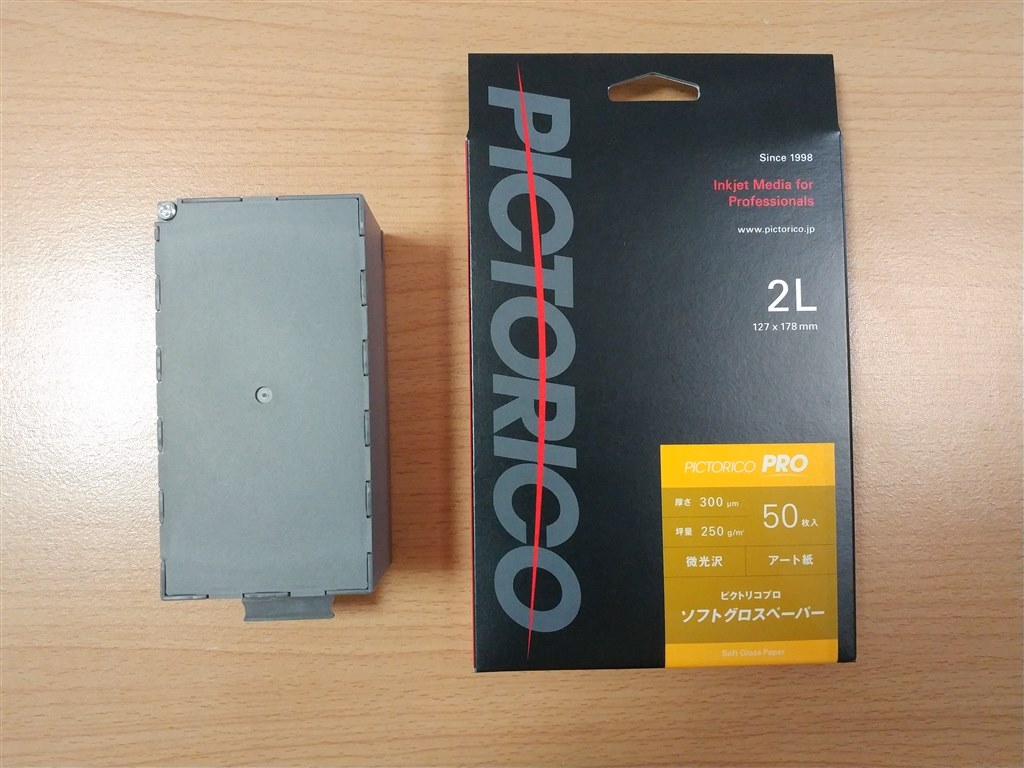 PICTORICO
Since 1998
Inkjet Media for
Professionals
www.pictorico.jp
2L
127 x 178 mm
PICTORICO PRO
厚さ 300 μm
坪量 250 g/m²
50枚入
微光沢
アート紙
ピクトリコプロ
ソフトグロスペーパー
Soft Gloss Paper